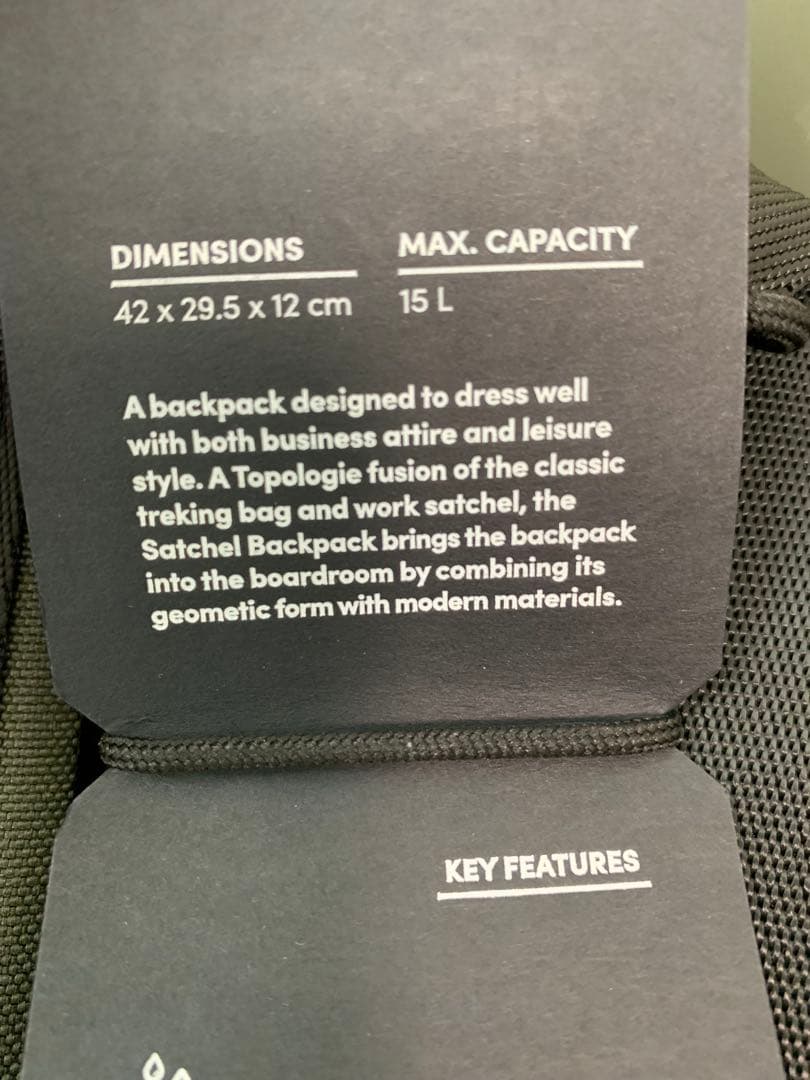 DIMENSIONS
MAX. CAPACITY
42 x 29.5 x 12 cm
15 L
A backpack designed to dress well
with both business attire and leisure
style. A Topologie fusion of the classic
treking bag and work satchel, the
Satchel Backpack brings the backpack
into the boardroom by combining its
geometic form with modern materials.
KEY FEATURES